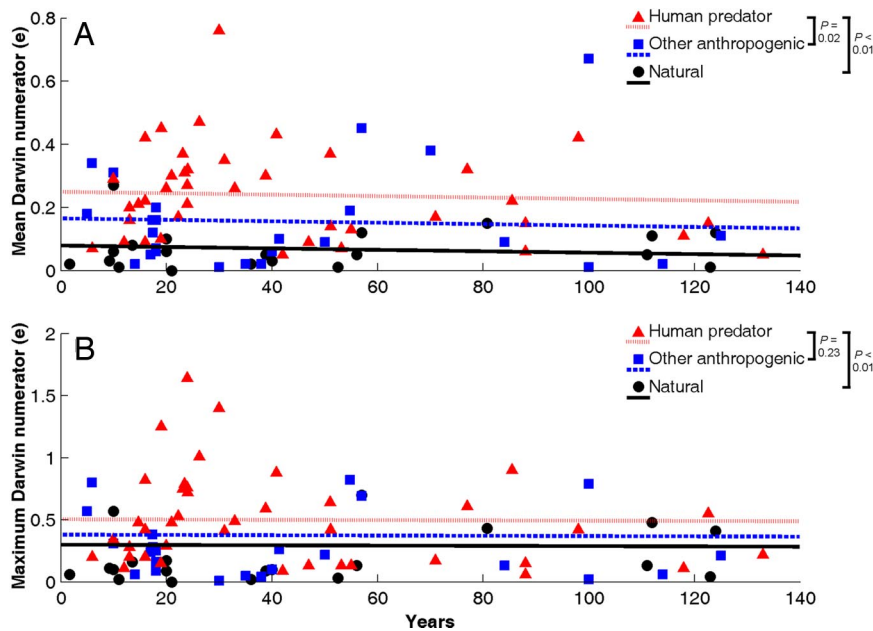 A
Mean Darwin numerator (e)
0.8
0.6
0.4
0.2
0
0 20 40 60 80 100 120 140
Human predator
Other anthropogenic
Natural
P =
0.02
P <
0.01
B
Maximum Darwin numerator (e)
2
1.5
1
0.5
0
0 20 40 60 80 100 120 140
Human predator
Other anthropogenic
Natural
P =
0.23
P <
0.01
Years